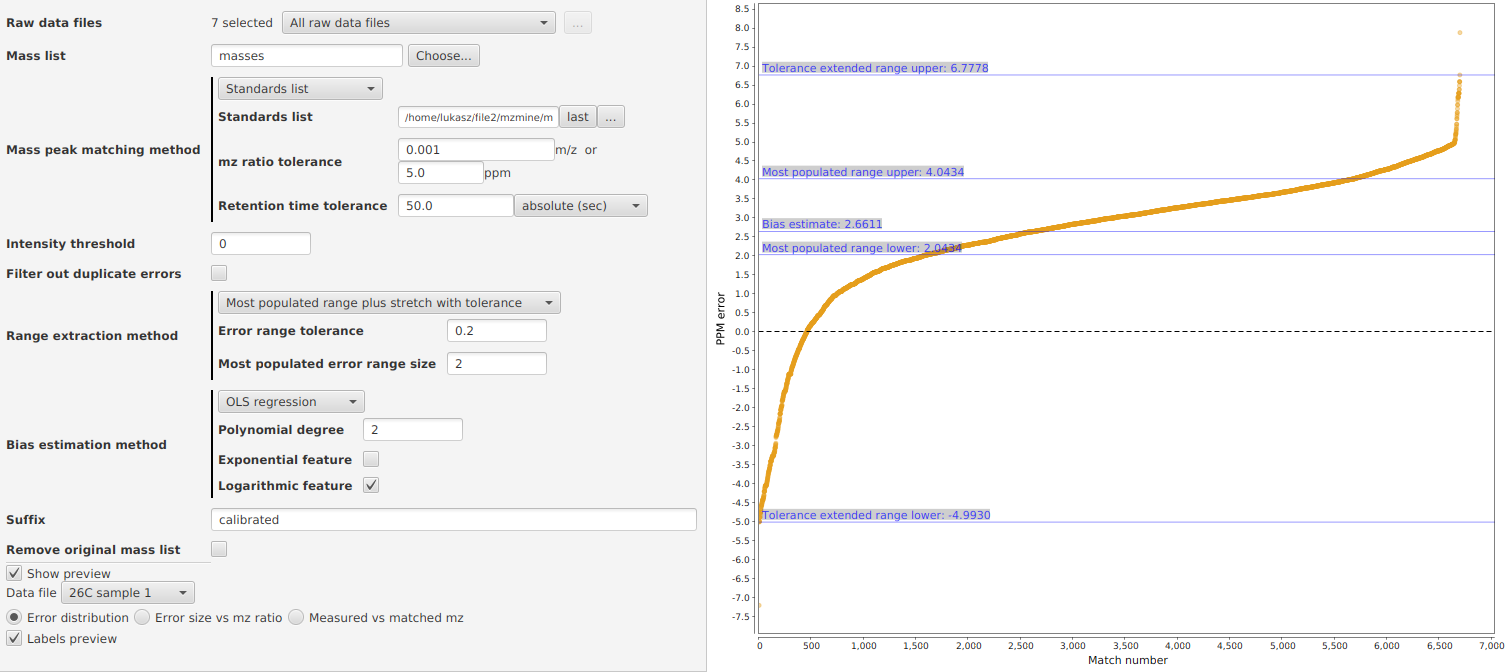 Raw data files 7 selected All raw data files ...
Mass list masses Choose...
Mass peak matching method
Standards list
Standards list /home/lukasz/file2/mzmine/m last ...
mz ratio tolerance 0.001 m/z or
5.0 ppm
Retention time tolerance 50.0 absolute (sec)
Intensity threshold 0
Filter out duplicate errors
Range extraction method
Most populated range plus stretch with tolerance
Error range tolerance 0.2
Most populated error range size 2
Bias estimation method
OLS regression
Polynomial degree 2
Exponential feature
Logarithmic feature
Suffix calibrated
Remove original mass list
Show preview
Data file 26C sample 1
Error distribution Error size vs mz ratio Measured vs matched mz
Labels preview
PPM error
8.5
8.0
7.5
7.0
6.5
6.0
5.5
5.0
4.5
4.0
3.5
3.0
2.5
2.0
1.5
1.0
0.5
0.0
-0.5
-1.0
-1.5
-2.0
-2.5
-3.0
-3.5
-4.0
-4.5
-5.0
-5.5
-6.0
-6.5
-7.0
-7.5
Tolerance extended range upper: 6.7778
Most populated range upper: 4.0434
Bias estimate: 2.6611
Most populated range lower: 2.0434
Tolerance extended range lower: -4.9930
0 500 1,000 1,500 2,000 2,500 3,000 3,500 4,000 4,500 5,000 5,500 6,000 6,500 7,000
Match number